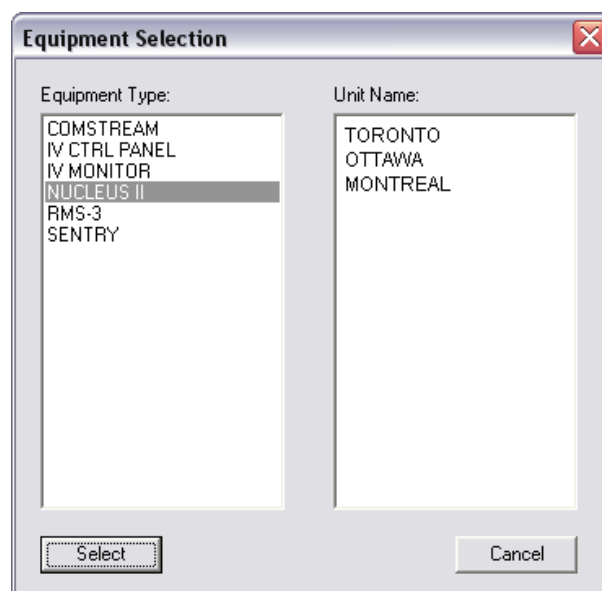 Equipment Selection
Equipment Type:
COMSTREAM
IV CTRL PANEL
IV MONITOR
NUCLEUS II
RMS-3
SENTRY
Unit Name:
TORONTO
OTTAWA
MONTREAL
Select
Cancel